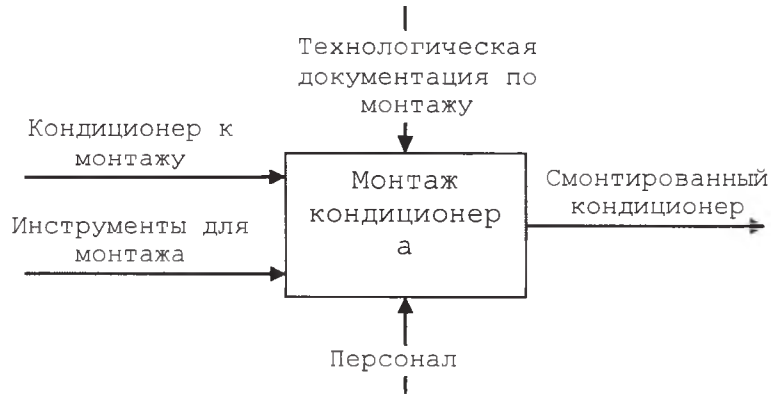 Технологическая
документация по
монтажу
Кондиционер к
монтажу
Инструменты для
монтажа
Монтаж
кондиционер
а
Смонтированный
кондиционер
Персонал